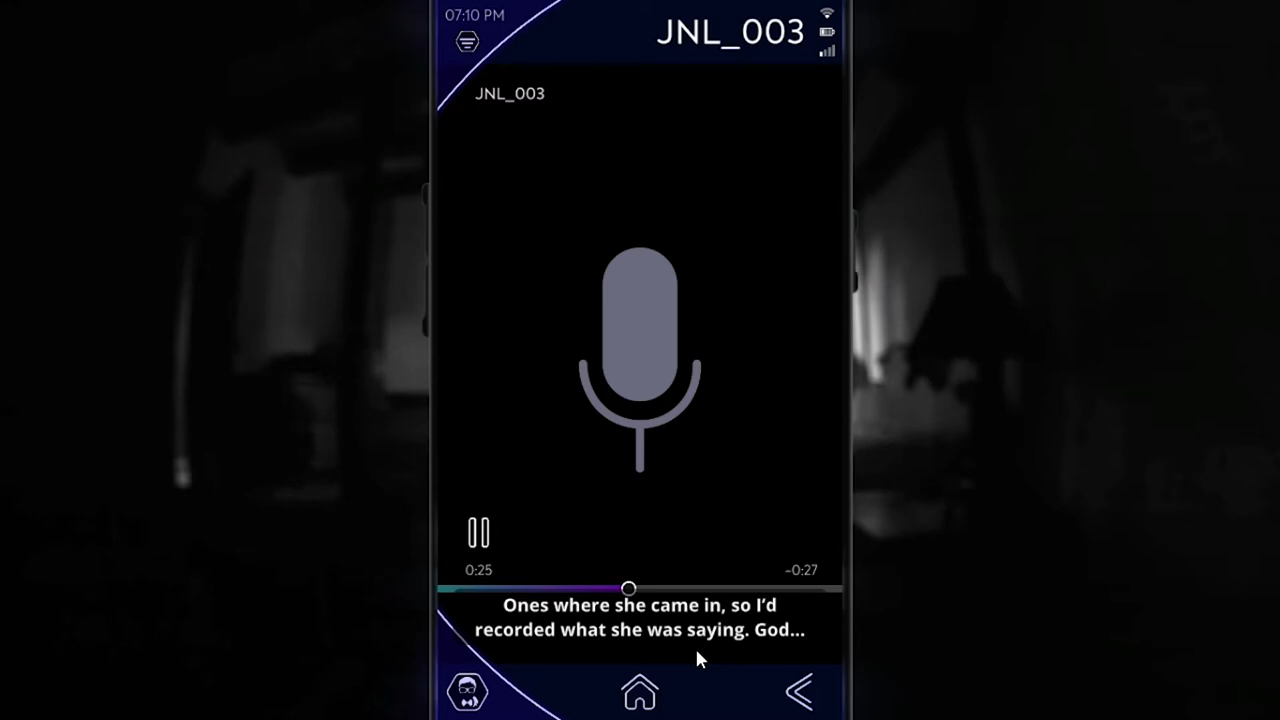 07:10 PM
JNL_003
JNL_003
0:25
-0:27
Ones where she came in, so I’d
recorded what she was saying. God...